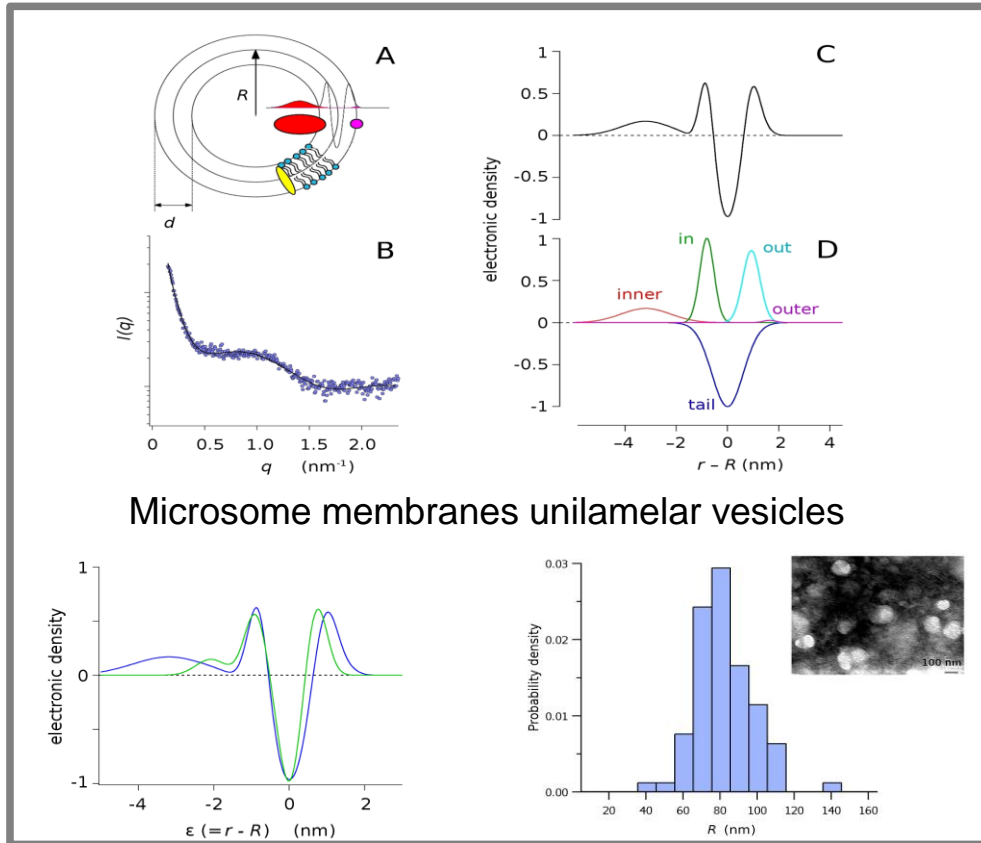 A
R
d
B
I(q)
0
0.5
1.0
1.5
2.0
q (nm⁻¹)
C
1
0.5
0
-0.5
-1
electronic density
D
in
out
inner
outer
tail
1
0.5
0
-0.5
-1
−4
−2
0
2
4
r – R (nm)
Microsome membranes unilamelar vesicles
1
0
-1
electronic density
-4
-2
0
2
ε (=r - R) (nm)
0.03
0.02
0.01
0.00
Probability density
20
40
60
80
100
120
140
160
R (nm)
100 nm